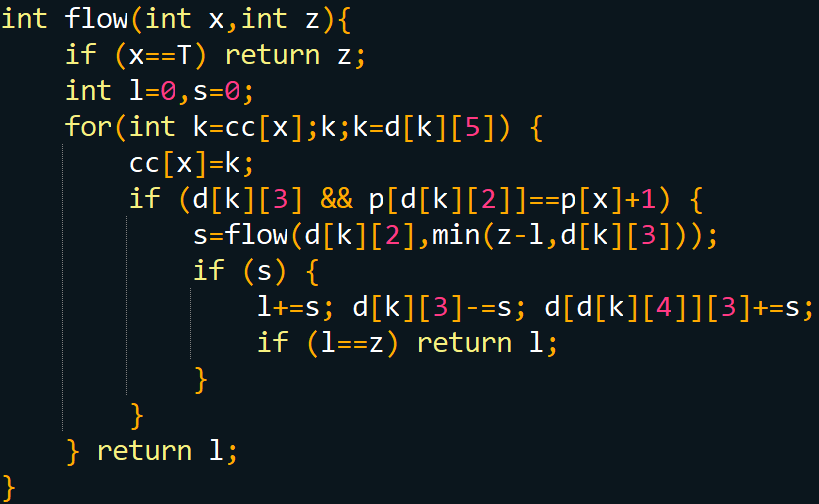 int flow(int x,int z){
    if (x==T) return z;
    int l=0,s=0;
    for(int k=cc[x];k;k=d[k][5]) {
        cc[x]=k;
        if (d[k][3] && p[d[k][2]]==p[x]+1) {
            s=flow(d[k][2],min(z-l,d[k][3]));
            if (s) {
                l+=s; d[k][3]-=s; d[d[k][4]][3]+=s;
                if (l==z) return l;
            }
        }
    } return l;
}